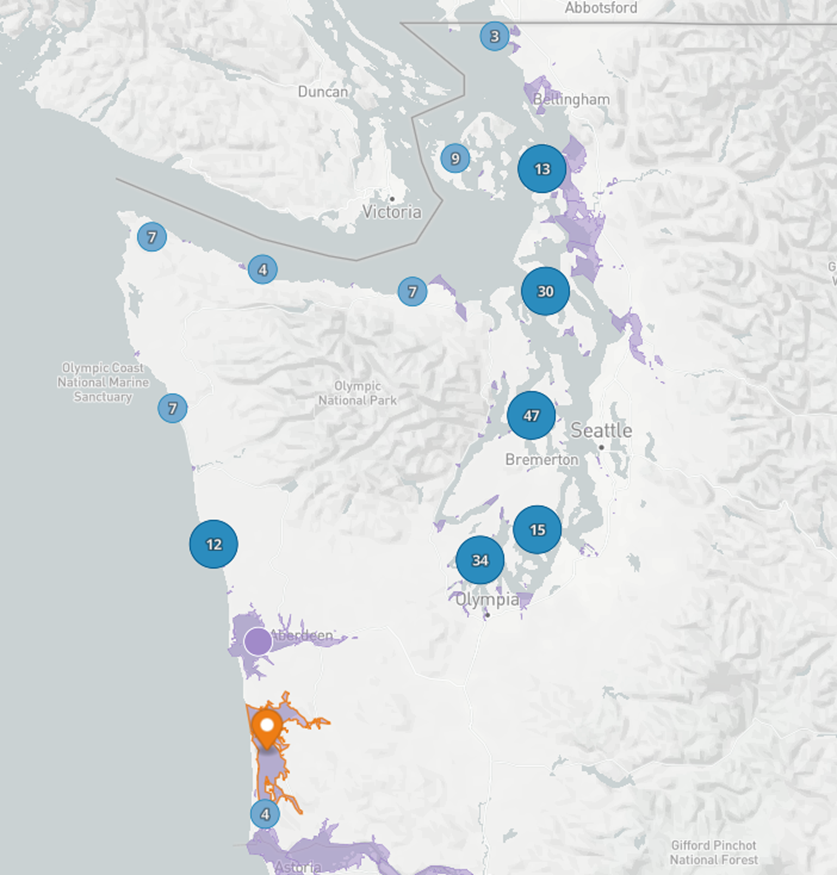 Abbotsford
3
Duncan
Bellingham
9
13
Victoria
7
4
7
30
Olympic Coast
National Marine
Sanctuary
Olympic
National Park
7
47
Seattle
Bremerton
12
15
34
Olympia
Aberdeen
4
Gifford Pinchot
National Forest
Astoria